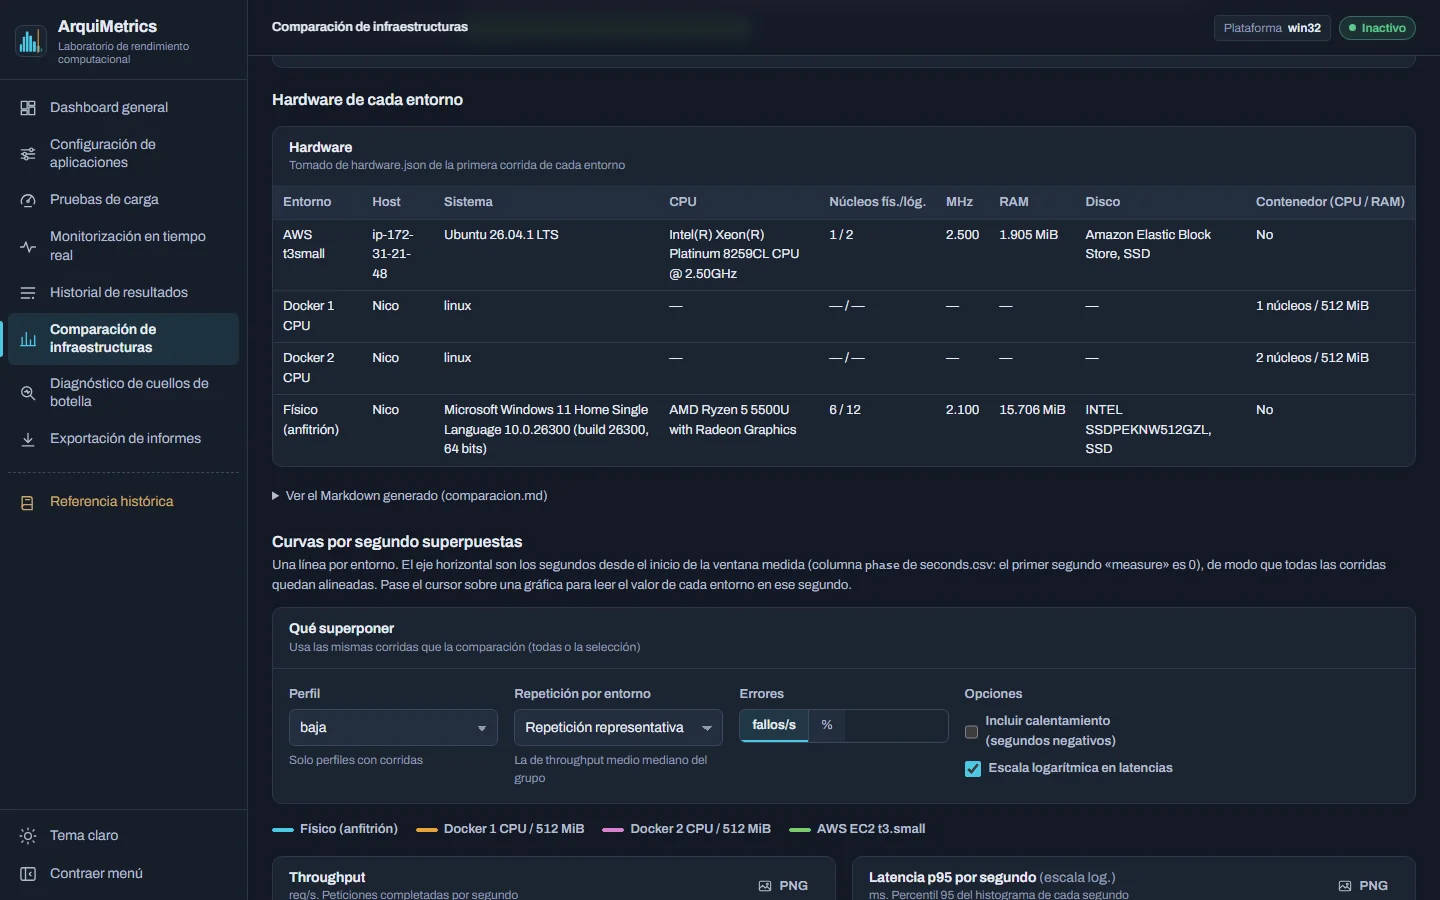 ArquiMetrics
Laboratorio de rendimiento
computacional
Dashboard general
Configuración de
aplicaciones
Pruebas de carga
Monitorización en tiempo
real
Historial de resultados
Comparación de
infraestructuras
Diagnóstico de cuellos de
botella
Exportación de informes
Referencia histórica
Tema claro
Contraer menú
Comparación de infraestructuras
Plataforma win32
Inactivo
Hardware de cada entorno
Hardware
Tomado de hardware.json de la primera corrida de cada entorno
Entorno Host Sistema CPU Núcleos fís./lóg. MHz RAM Disco Contenedor (CPU / RAM)
AWS ip-172- Ubuntu 26.04.1 LTS Intel(R) Xeon(R) 1 / 2 2.500 1.905 MiB Amazon Elastic Block No
t3small 31-21- Platinum 8259CL CPU Store, SSD
48 @ 2.50GHz
Docker 1 Nico linux — — / — — — — 1 núcleos / 512 MiB
CPU
Docker 2 Nico linux — — / — — — — 2 núcleos / 512 MiB
CPU
Físico Nico Microsoft Windows 11 Home Single AMD Ryzen 5 5500U 6 / 12 2.100 15.706 MiB INTEL No
(anfitrión) Language 10.0.26300 (build 26300, with Radeon Graphics SSDPEKNW512GZL,
64 bits) SSD
Ver el Markdown generado (comparacion.md)
Curvas por segundo superpuestas
Una línea por entorno. El eje horizontal son los segundos desde el inicio de la ventana medida (columna phase de seconds.csv: el primer segundo «measure» es 0), de modo que todas las corridas
quedan alineadas. Pase el cursor sobre una gráfica para leer el valor de cada entorno en ese segundo.
Qué superponer
Usa las mismas corridas que la comparación (todas o la selección)
Perfil Repetición por entorno Errores Opciones
baja Repetición representativa fallos/s % Incluir calentamiento
(segundos negativos)
Solo perfiles con corridas La de throughput medio mediano del Escala logarítmica en latencias
grupo
Físico (anfitrión) Docker 1 CPU / 512 MiB Docker 2 CPU / 512 MiB AWS EC2 t3.small
Throughput PNG Latencia p95 por segundo (escala log.) PNG
req/s. Peticiones completadas por segundo ms. Percentil 95 del histograma de cada segundo